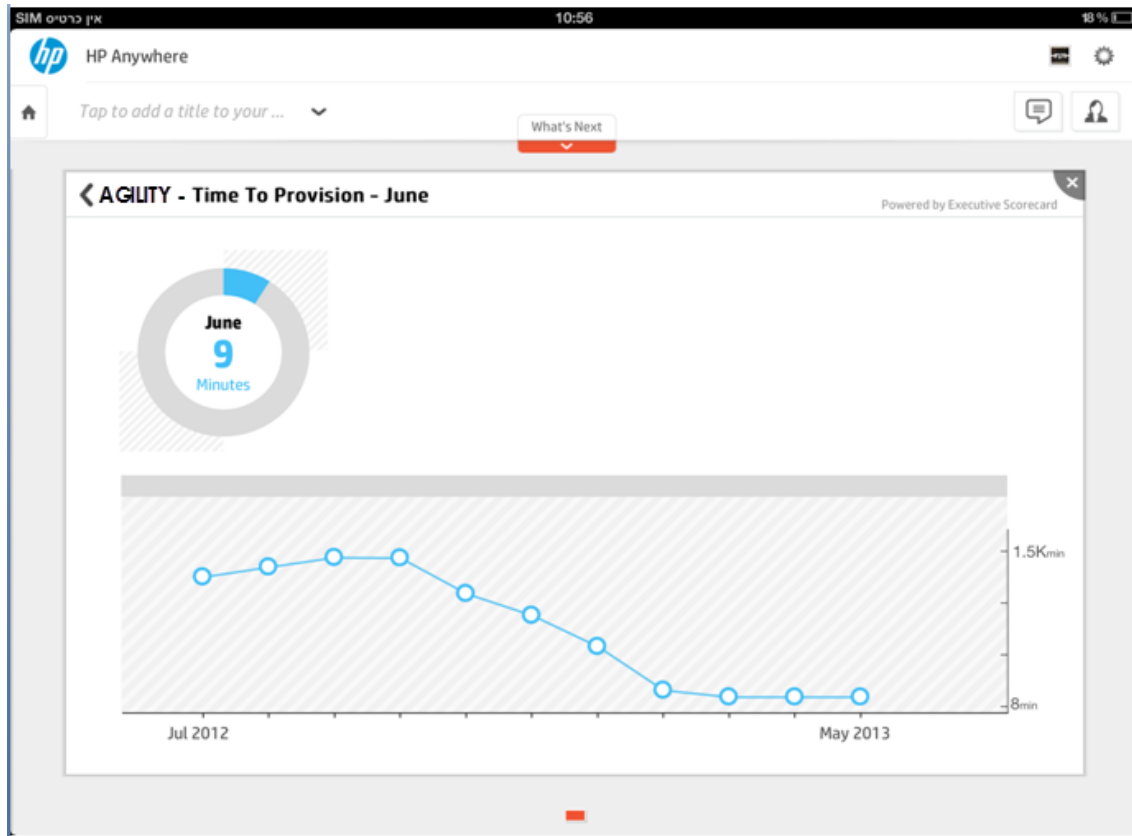 אין כרטיס SIM 10:56 18 %
hp HP Anywhere
Tap to add a title to your ...
What's Next
AGILITY - Time To Provision - June
Powered by Executive Scorecard
June
9
Minutes
1.5Kmin
8min
Jul 2012 May 2013